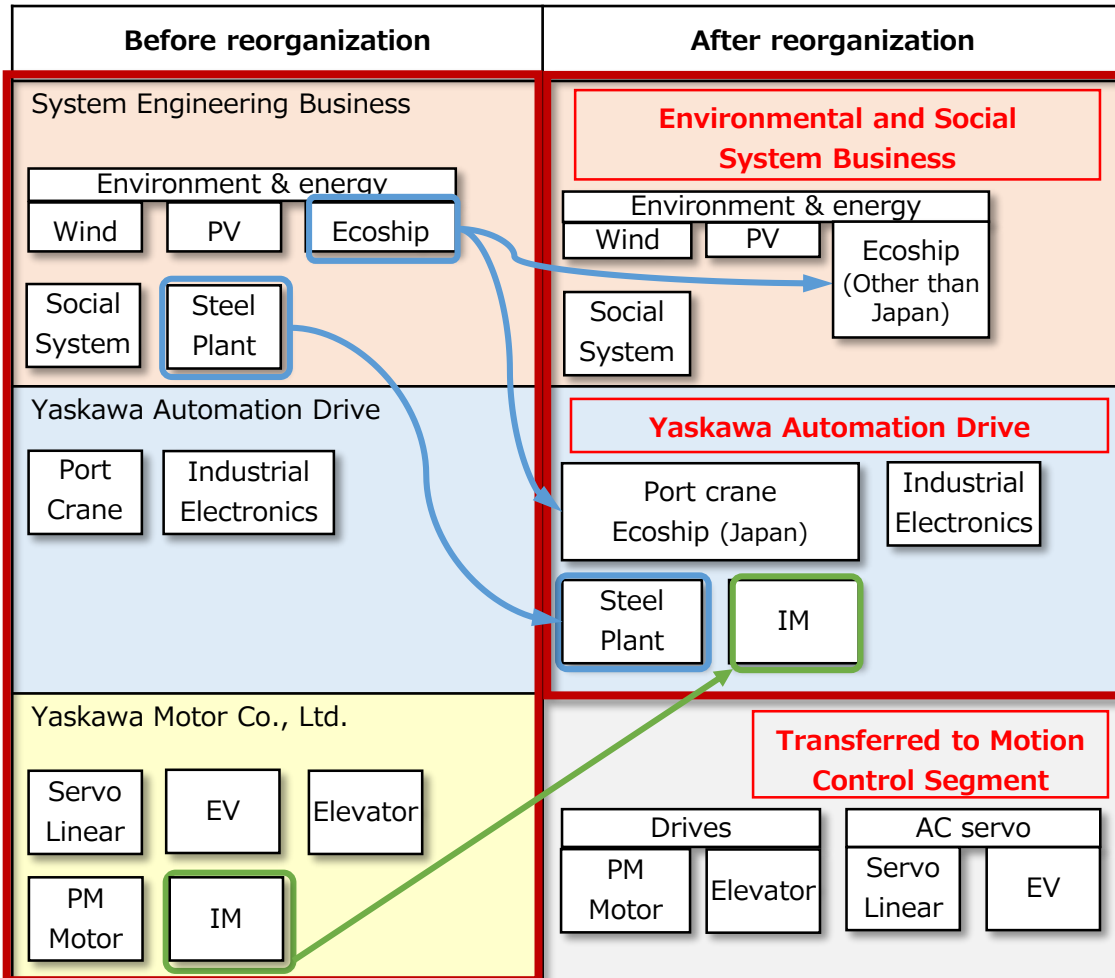 Before reorganization
After reorganization
System Engineering Business
Environment & energy
Wind
PV
Ecoship
Social
System
Steel
Plant
Environmental and Social
System Business
Environment & energy
Wind
PV
Ecoship
(Other than
Japan)
Social
System
Yaskawa Automation Drive
Port
Crane
Industrial
Electronics
Yaskawa Automation Drive
Port crane
Ecoship (Japan)
Industrial
Electronics
Steel
Plant
IM
Yaskawa Motor Co., Ltd.
Servo
Linear
EV
Elevator
PM
Motor
IM
Transferred to Motion
Control Segment
Drives
PM
Motor
Elevator
AC servo
Servo
Linear
EV